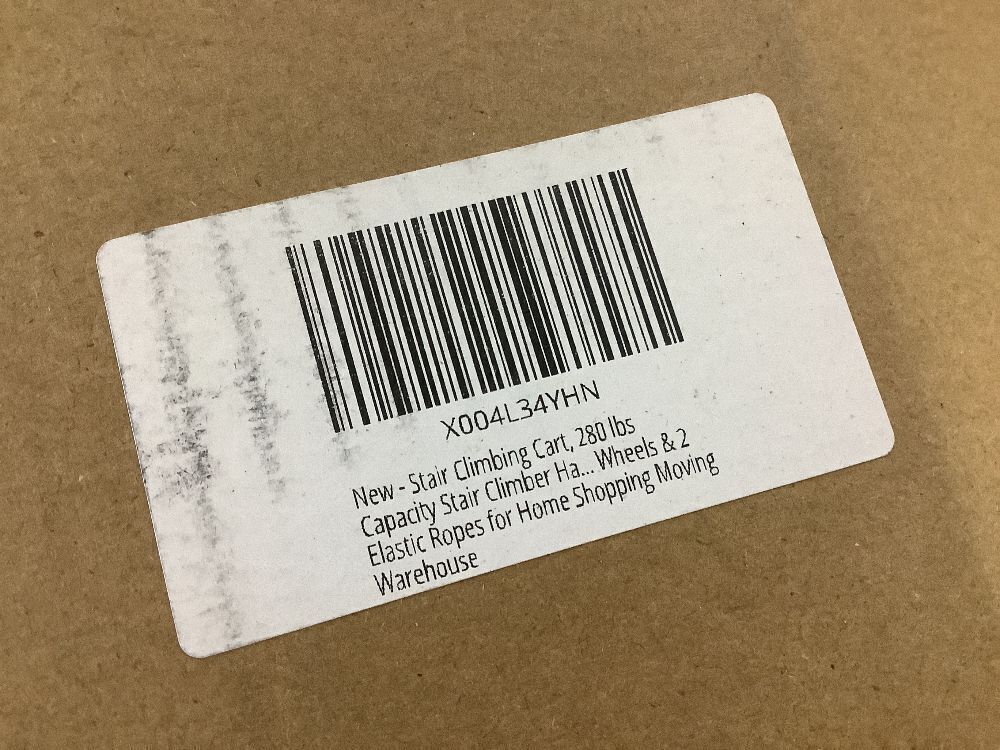 X004L34YHN
New - Stair Climbing Cart, 280 lbs
Capacity Stair Climber Ha... Wheels & 2
Elastic Ropes for Home Shopping Moving
Warehouse